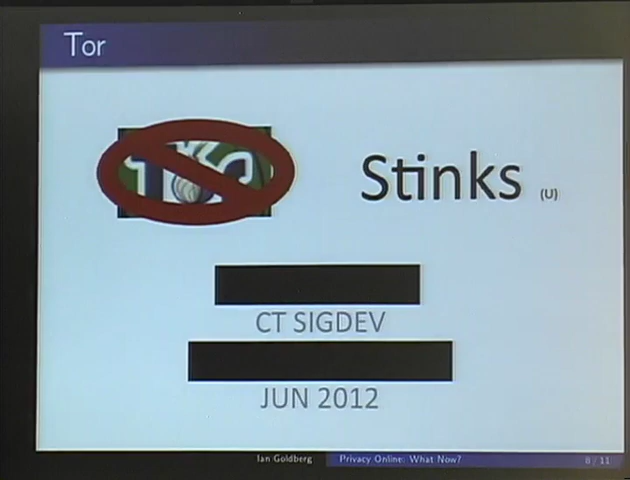 Tor
Stinks (U)
CT SIGDEV
JUN 2012
Ian Goldberg Privacy Online: What Now? 8 / 11